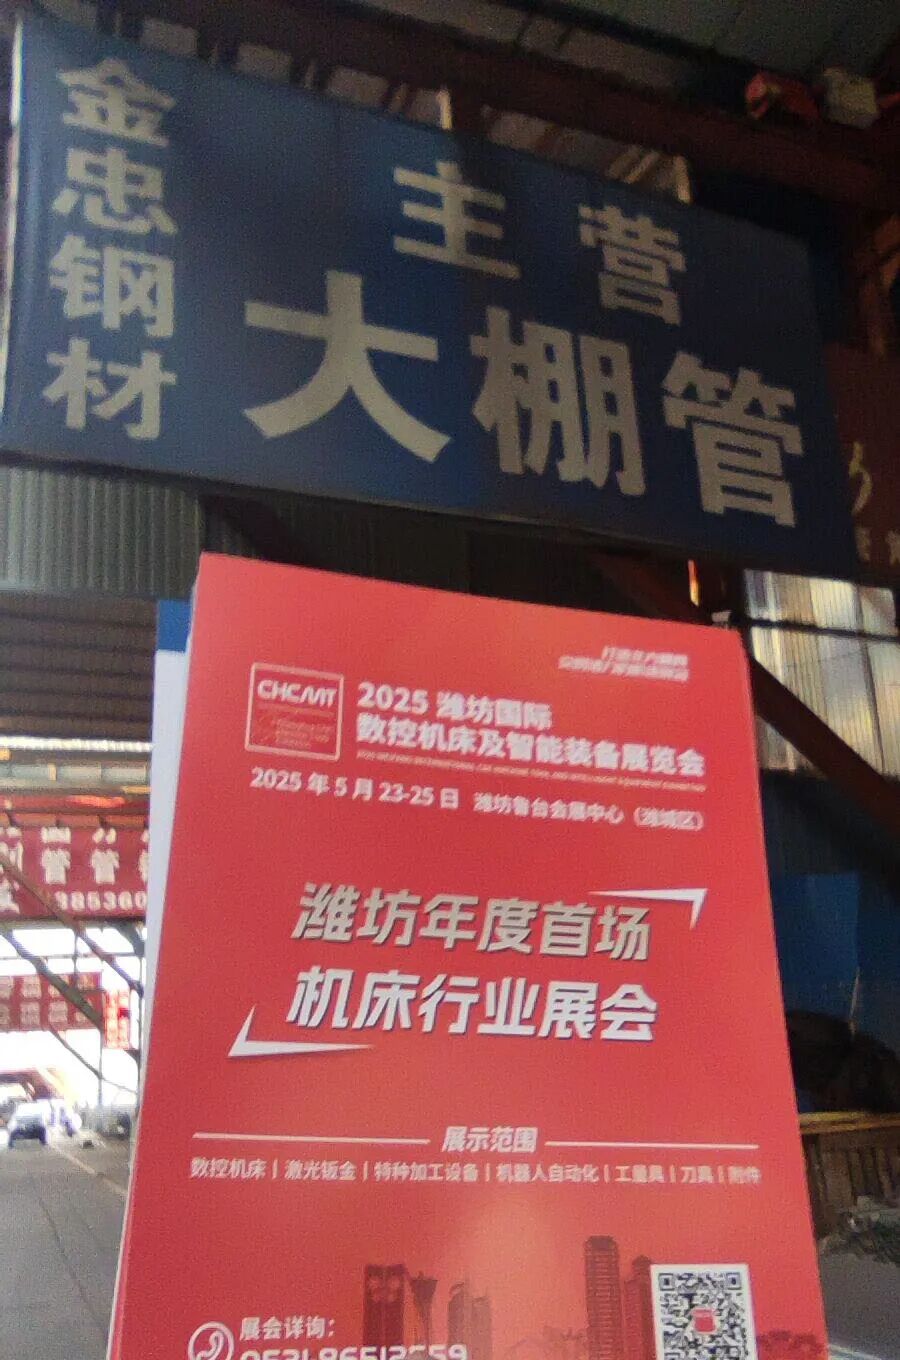 金忠钢材
主营
大棚管
CHCMT
2025 潍坊国际
数控机床及智能装备展览会
2025 年 5 月 23-25 日 潍坊鲁台会展中心（潍城区）
潍坊年度首场
机床行业展会
展示范围
数控机床 | 激光钣金 | 特种加工设备 | 机器人自动化 | 工量具 | 刀具 | 附件
展会详询：
管管
38536